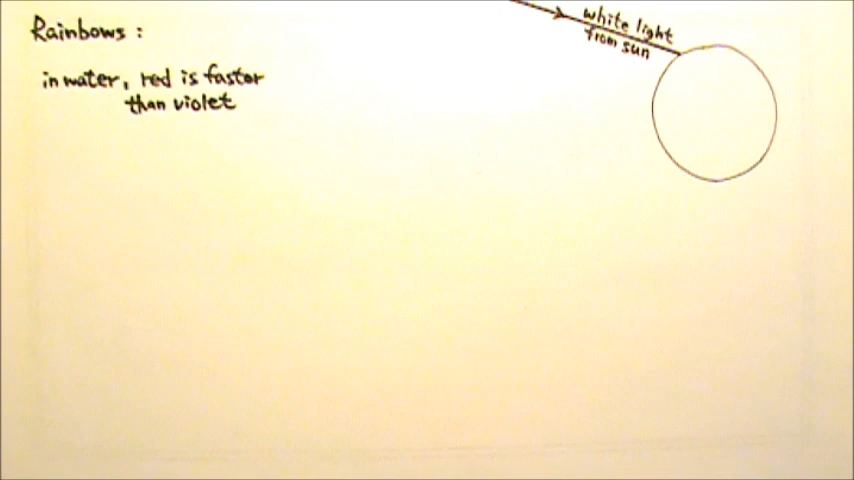 Rainbows :
in water, red is faster
than violet
white light
from sun